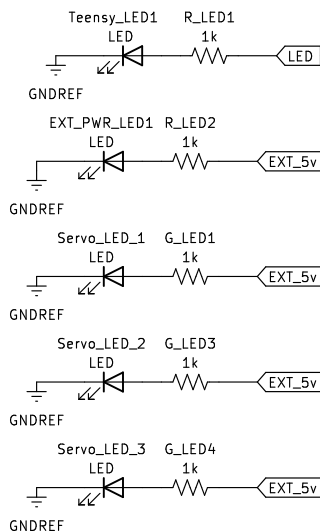 Teensy_LED1 R_LED1
LED 1k
LED
GNDREF
EXT_PWR_LED1 R_LED2
LED 1k
EXT_5v
GNDREF
Servo_LED_1 G_LED1
LED 1k
EXT_5v
GNDREF
Servo_LED_2 G_LED3
LED 1k
EXT_5v
GNDREF
Servo_LED_3 G_LED4
LED 1k
EXT_5v
GNDREF